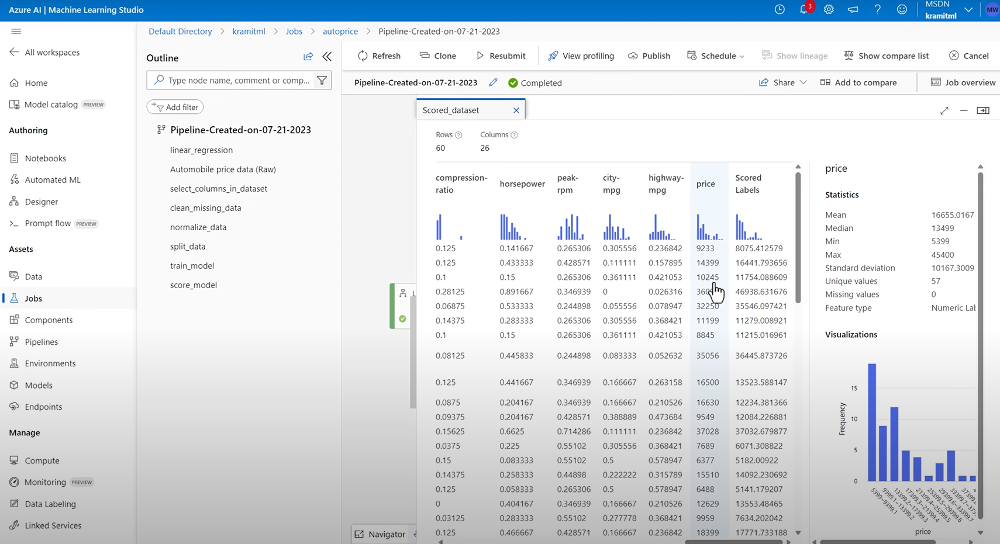 Azure AI | Machine Learning Studio
3
MSDN
kramitml
MW
Default Directory > kramitml > Jobs > autoprice > Pipeline-Created-on-07-21-2023
All workspaces
Home
Model catalog PREVIEW
Authoring
Notebooks
Automated ML
Designer
Prompt flow PREVIEW
Assets
Data
Jobs
Components
Pipelines
Environments
Models
Endpoints
Manage
Compute
Monitoring PREVIEW
Data Labeling
Linked Services
Outline
Type node name, comment or comp...
Add filter
Pipeline-Created-on-07-21-2023
linear_regression
Automobile price data (Raw)
select_columns_in_dataset
clean_missing_data
normalize_data
split_data
train_model
score_model
Refresh Clone Resubmit View profiling Publish Schedule Show lineage Show compare list Cancel
Pipeline-Created-on-07-21-2023 Completed Share Add to compare Job overview
Navigator
Scored_dataset
Rows Columns
60 26
compression-ratio horsepower peak-rpm city-mpg highway-mpg price Scored Labels
0.125 0.141667 0.265306 0.305556 0.236842 9233 8075.412579
0.125 0.433333 0.428571 0.111111 0.157895 14399 16441.793656
0.1 0.15 0.265306 0.361111 0.421053 10245 11754.088609
0.28125 0.891667 0.346939 0 0.026316 46938.631676
0.06875 0.533333 0.244898 0.055556 0.078947 32250 35546.097421
0.14375 0.283333 0.265306 0.305556 0.368421 11199 11279.008921
0.1 0.15 0.265306 0.361111 0.421053 8845 11215.016961
0.08125 0.445833 0.244898 0.083333 0.052632 35056 36445.873726
0.125 0.441667 0.346939 0.166667 0.263158 16500 13523.588147
0.0875 0.204167 0.346939 0.166667 0.210526 16630 12234.381366
0.09375 0.204167 0.428571 0.388889 0.473684 9549 12084.226881
0.15625 0.6625 0.714286 0.111111 0.236842 37028 37032.679877
0.0375 0.225 0.55102 0.305556 0.368421 7689 6071.308822
0.15 0.083333 0.55102 0.5 0.578947 6377 5182.00922
0.14375 0.258333 0.44898 0.222222 0.315789 15510 14092.230692
0.125 0.058333 0.265306 0.5 0.578947 6488 5141.179207
0 0.404167 0.346939 0.166667 0.210526 12629 13553.48465
0.03125 0.283333 0.55102 0.277778 0.368421 9959 7634.202042
0.125 0.466667 0.428571 0.166667 0.236842 18399 17771.733188
price
Statistics
Mean 16655.0167
Median 13499
Min 5399
Max 45400
Standard deviation 10167.3009
Unique values 57
Missing values 0
Feature type Numeric Lab
Visualizations
Frequency
15
10
5
0
5399~9399.1
9399.1~13399.2
13399.2~17399.3
17399.3~21399.4
21399.4~25399.5
25399.5~29399.6
29399.6~33399.7
price